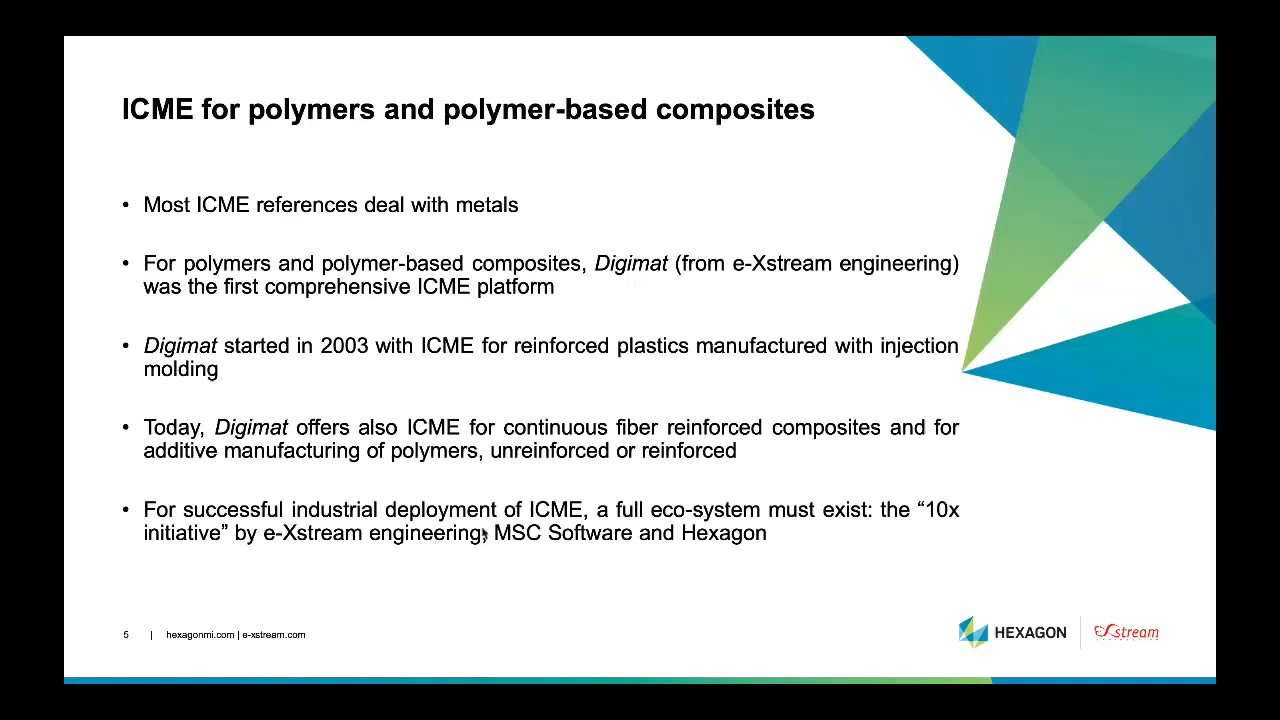 ICME for polymers and polymer-based composites
• Most ICME references deal with metals
• For polymers and polymer-based composites, Digimat (from e-Xstream engineering)
was the first comprehensive ICME platform
• Digimat started in 2003 with ICME for reinforced plastics manufactured with injection
molding
• Today, Digimat offers also ICME for continuous fiber reinforced composites and for
additive manufacturing of polymers, unreinforced or reinforced
• For successful industrial deployment of ICME, a full eco-system must exist: the “10x
initiative” by e-Xstream engineering, MSC Software and Hexagon
5 | hexagonmi.com | e-xstream.com
HEXAGON
eXstream